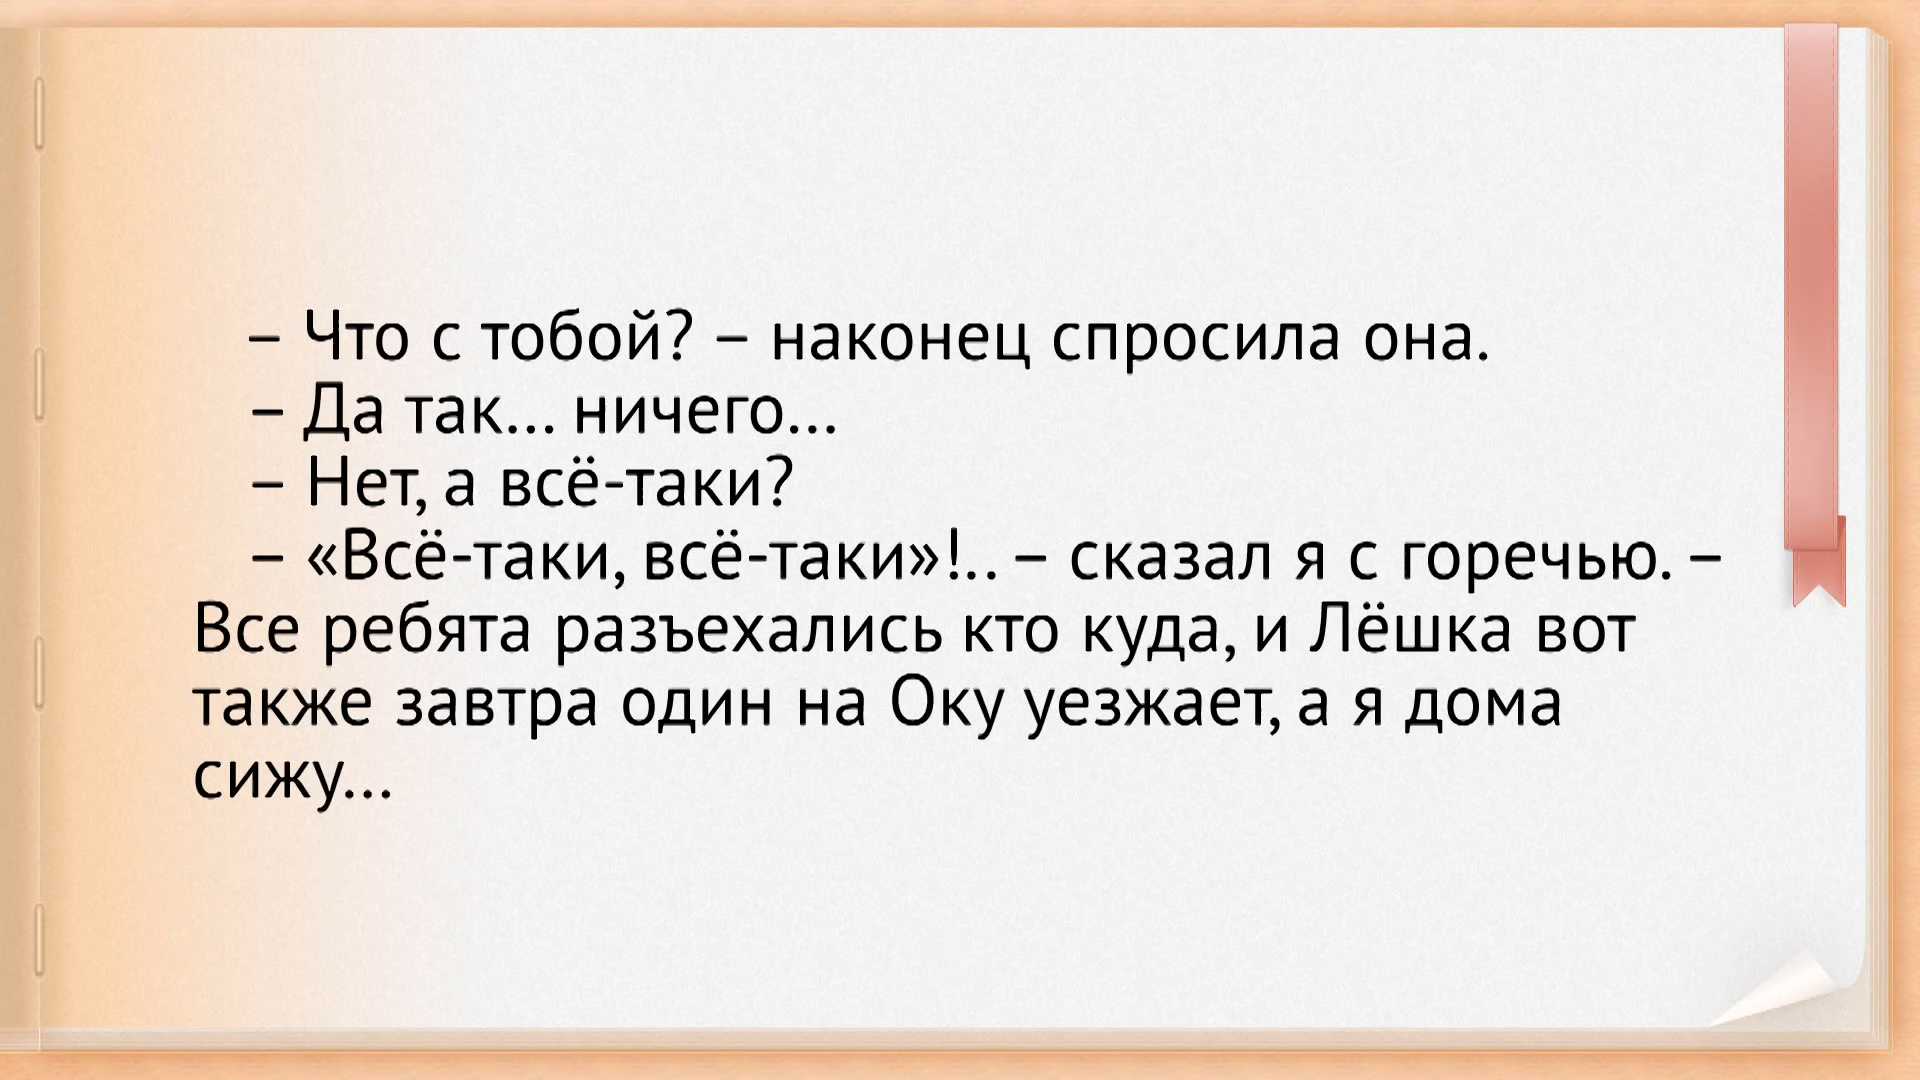 – Что с тобой? – наконец спросила она.
– Да так... ничего...
– Нет, а всё-таки?
– «Всё-таки, всё-таки»!.. – сказал я с горечью. –
Все ребята разъехались кто куда, и Лёшка вот
также завтра один на Оку уезжает, а я дома
сижу...